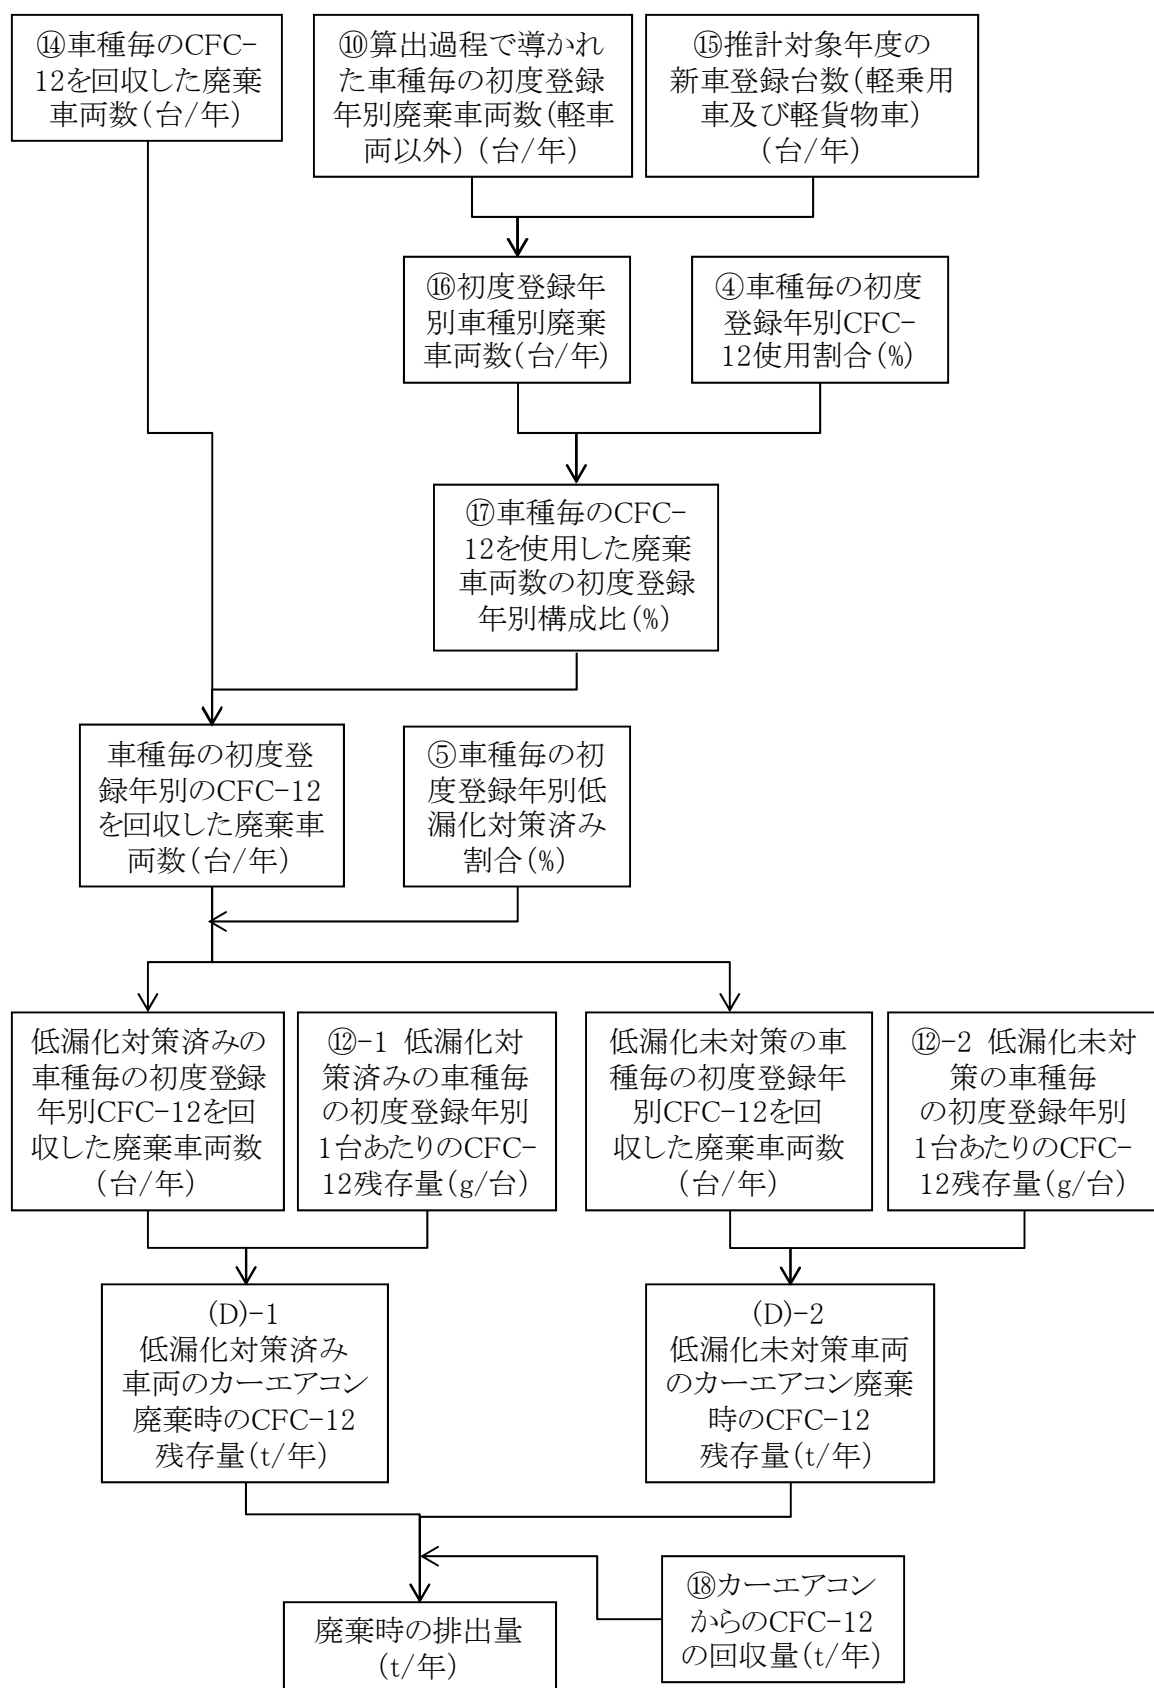 ⑭車種毎のCFC-
12を回収した廃棄
車両数(台/年)
⑩算出過程で導かれ
た車種毎の初度登録
年別廃棄車両数(軽車
両以外)(台/年)
⑮推計対象年度の
新車登録台数(軽乗用
車及び軽貨物車)
(台/年)
⑯初度登録年
別車種別廃棄
車両数(台/年)
④車種毎の初度
登録年別CFC-
12使用割合(%)
⑰車種毎のCFC-
12を使用した廃棄
車両数の初度登録
年別構成比(%)
車種毎の初度登
録年別のCFC-12
を回収した廃棄車
両数(台/年)
⑤車種毎の初
度登録年別低
漏化対策済み
割合(%)
低漏化対策済みの
車種毎の初度登録
年別CFC-12を回
収した廃棄車両数
(台/年)
⑫-1 低漏化対
策済みの車種毎
の初度登録年別
1台あたりのCFC-
12残存量(g/台)
低漏化未対策の車
種毎の初度登録年
別CFC-12を回
収した廃棄車両数
(台/年)
⑫-2 低漏化未対
策の車種毎
の初度登録年別
1台あたりのCFC-
12残存量(g/台)
(D)-1
低漏化対策済み
車両のカーエアコン
廃棄時のCFC-12
残存量(t/年)
(D)-2
低漏化未対策車両
のカーエアコン廃棄
時のCFC-12
残存量(t/年)
⑱カーエアコン
からのCFC-12
の回収量(t/年)
廃棄時の排出量
(t/年)